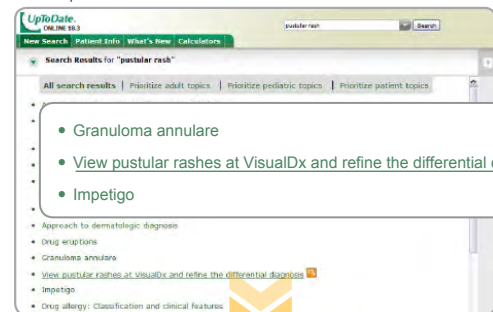 UpToDate.
ONLINE 18.3
pustular rash
Search
New Search Patient Info What's New Calculators
Search Results for "pustular rash"
All search results | Prioritize adult topics | Prioritize pediatric topics | Prioritize patient topics
• Granuloma annulare
• View pustular rashes at VisualDx and refine the differential
• Impetigo
• Approach to dermatologic diagnosis
• Drug eruptions
• Granuloma annulare
• View pustular rashes at VisualDx and refine the differential diagnosis
• Impetigo
• Drug allergy: Classification and clinical features